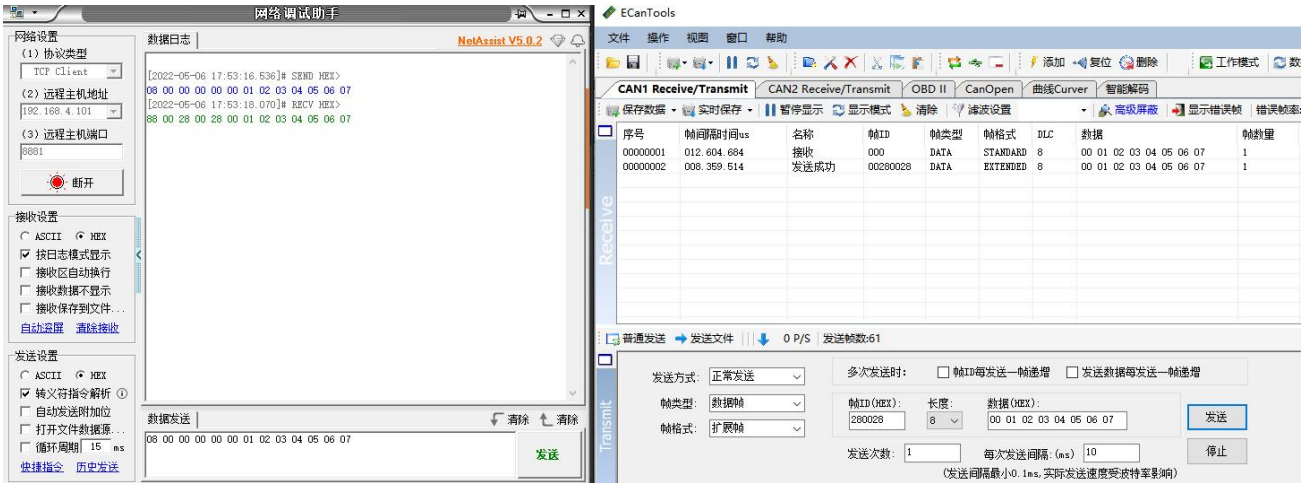 网络调试助手
网络设置
(1) 协议类型
TCP Client
(2) 远程主机地址
192.168.4.101
(3) 远程主机端口
8881
断开
接收设置
ASCII HEX
按日志模式显示
接收区自动换行
接收数据不显示
接收保存到文件...
自动滚屏 清除接收
发送设置
ASCII HEX
转义符指令解析
自动发送附加位
打开文件数据源...
循环周期 15 ms
快捷指令 历史发送
数据日志 NetAssist V5.0.2
[2022-05-06 17:53:16.536]# SEND HEX>
08 00 00 00 00 00 01 02 03 04 05 06 07
[2022-05-06 17:53:18.070]# RECV HEX>
88 00 28 00 28 00 01 02 03 04 05 06 07
数据发送 清除 清除
08 00 00 00 00 00 01 02 03 04 05 06 07
发送
ECanTools
文件 操作 视图 窗口 帮助
添加 复位 删除 工作模式
CAN1 Receive/Transmit CAN2 Receive/Transmit OBD II CanOpen 曲线Curver 智能解码
保存数据 实时保存 暂停显示 显示模式 清除 滤波设置 高级屏蔽 显示错误帧 错误帧
序号 帧间隔时间us 名称 帧ID 帧类型 帧格式 DLC 数据 帧数量
00000001 012.604.684 接收 000 DATA STANDARD 8 00 01 02 03 04 05 06 07 1
00000002 008.359.514 发送成功 00280028 DATA EXTENDED 8 00 01 02 03 04 05 06 07 1
Receive
普通发送 发送文件 0 P/S 发送帧数:61
Transmit
发送方式: 正常发送 多次发送时: 帧ID每发送一帧递增 发送数据每发送一帧递增
帧类型: 数据帧 帧ID(HEX): 长度: 数据(HEX):
帧格式: 扩展帧 280028 8 00 01 02 03 04 05 06 07 发送
发送次数: 1 每次发送间隔:(ms) 10 停止
(发送间隔最小0.1ms,实际发送速度受波特率影响)